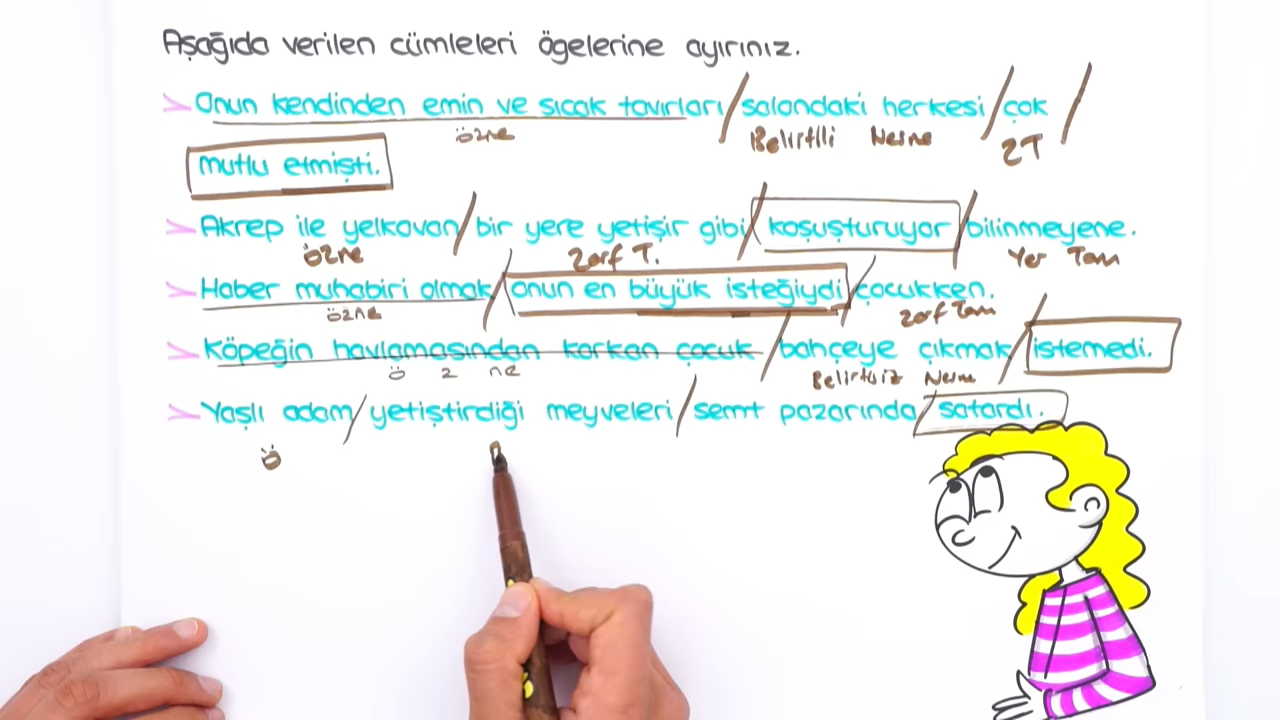 Aşağıda verilen cümleleri ögelerine ayırınız.
Onun kendinden emin ve sıcak tavırları/salondaki herkesi/çok/
özne Belirtili Nesne ZT
mutlu etmişti.
Akrep ile yelkovan/bir yere yetişir gibi/koşuşturuyor/bilinmeyene.
özne Zarf T. Yer Tam
Haber muhabiri olmak/onun en büyük isteğiydi/çocukken.
özne Zarf Tam
Köpeğin havlamasından korkan çocuk/bahçeye çıkmak/istemedi.
özne Belirtsiz Nesne
Yaşlı adam/yetiştirdiği meyveleri/semt pazarında/satardı.
ö